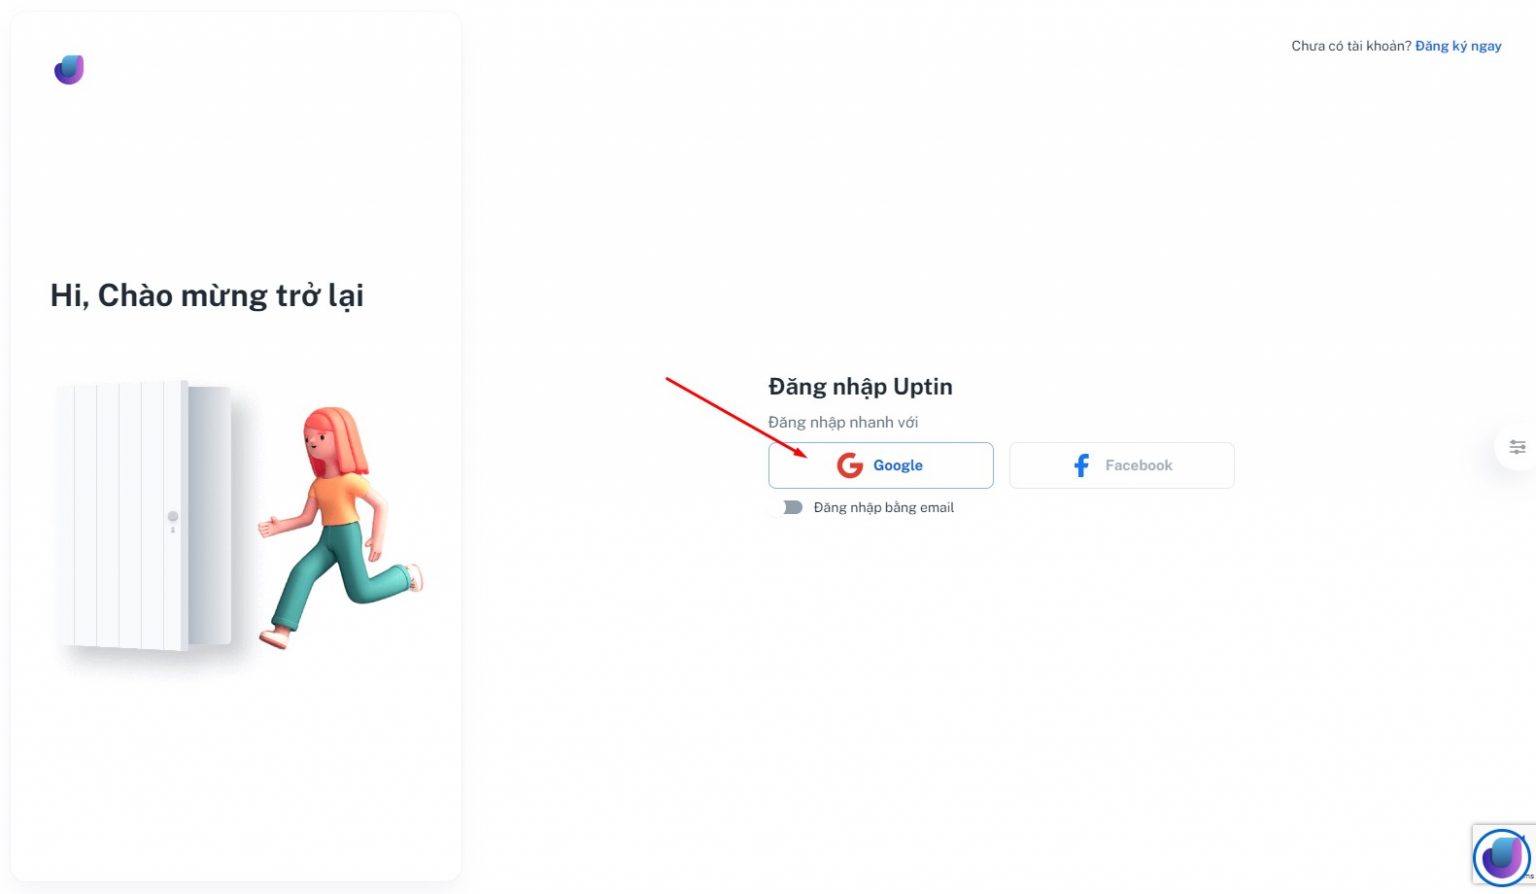 Chưa có tài khoản? Đăng ký ngay
Hi, Chào mừng trở lại
Đăng nhập Uptin
Đăng nhập nhanh với
Google
Facebook
Đăng nhập bằng email